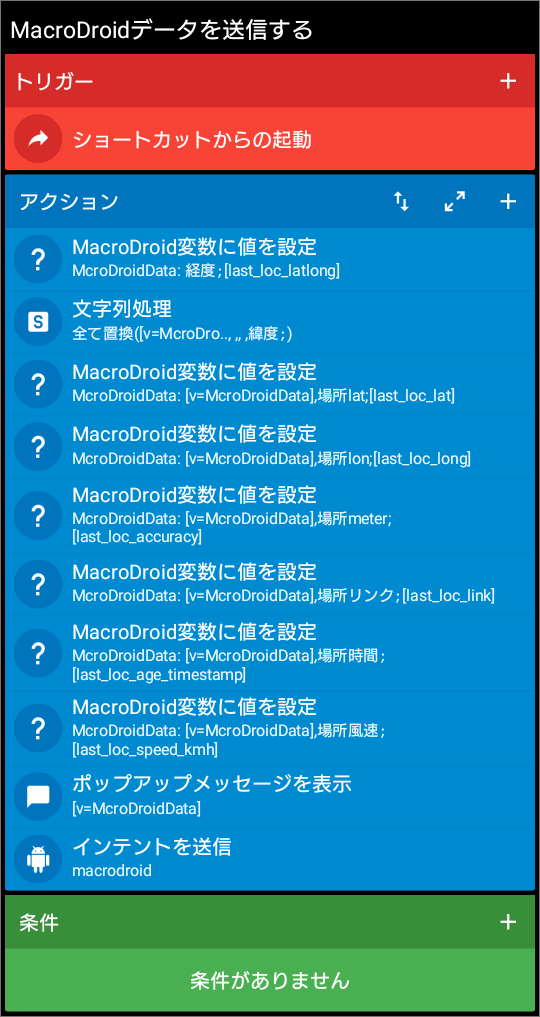 MacroDroidデータを送信する
トリガー
ショートカットからの起動
アクション
MacroDroid変数に値を設定
McroDroidData: 経度;[last_loc_latlong]
文字列処理
全て置換([v=McroDro.., ,, ,緯度;)
MacroDroid変数に値を設定
McroDroidData: [v=McroDroidData],場所lat;[last_loc_lat]
MacroDroid変数に値を設定
McroDroidData: [v=McroDroidData],場所lon;[last_loc_long]
MacroDroid変数に値を設定
McroDroidData: [v=McroDroidData],場所meter;
[last_loc_accuracy]
MacroDroid変数に値を設定
McroDroidData: [v=McroDroidData],場所リンク;[last_loc_link]
MacroDroid変数に値を設定
McroDroidData: [v=McroDroidData],場所時間;
[last_loc_age_timestamp]
MacroDroid変数に値を設定
McroDroidData: [v=McroDroidData],場所風速;
[last_loc_speed_kmh]
ポップアップメッセージを表示
[v=McroDroidData]
インテントを送信
macrodroid
条件
条件がありません